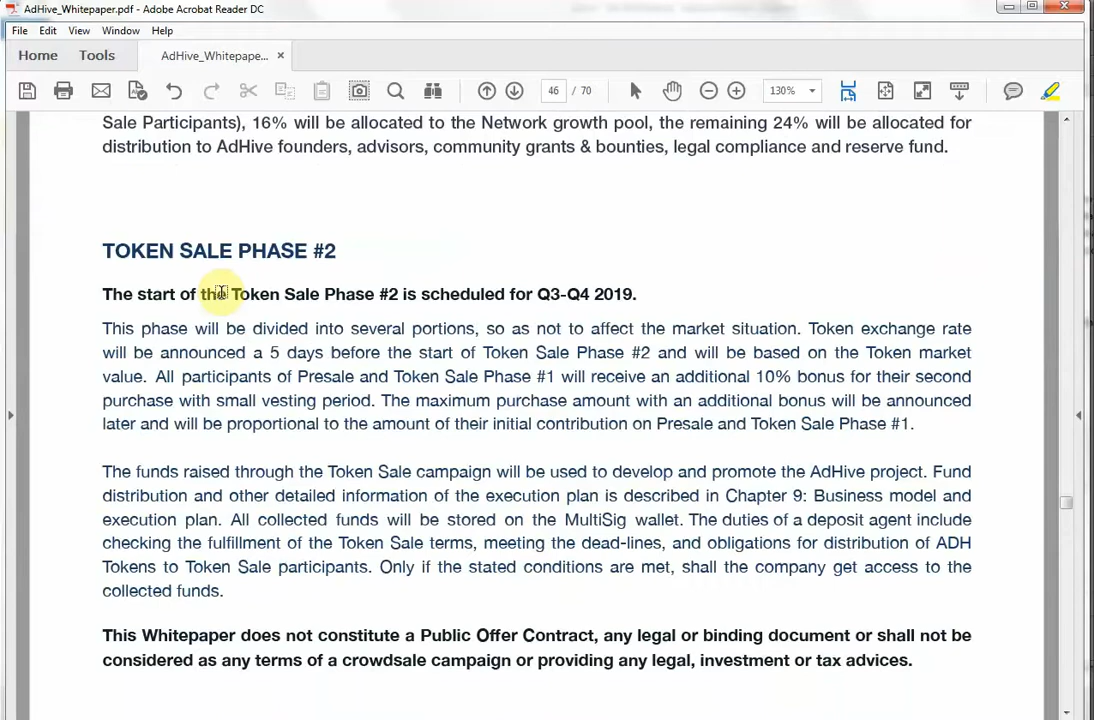 AdHive_Whitepaper.pdf - Adobe Acrobat Reader DC
File Edit View Window Help
Home Tools AdHive_Whitepape... ×
46 / 70 130%
Sale Participants), 16% will be allocated to the Network growth pool, the remaining 24% will be allocated for
distribution to AdHive founders, advisors, community grants & bounties, legal compliance and reserve fund.
TOKEN SALE PHASE #2
The start of the Token Sale Phase #2 is scheduled for Q3-Q4 2019.
This phase will be divided into several portions, so as not to affect the market situation. Token exchange rate
will be announced a 5 days before the start of Token Sale Phase #2 and will be based on the Token market
value. All participants of Presale and Token Sale Phase #1 will receive an additional 10% bonus for their second
purchase with small vesting period. The maximum purchase amount with an additional bonus will be announced
later and will be proportional to the amount of their initial contribution on Presale and Token Sale Phase #1.
The funds raised through the Token Sale campaign will be used to develop and promote the AdHive project. Fund
distribution and other detailed information of the execution plan is described in Chapter 9: Business model and
execution plan. All collected funds will be stored on the MultiSig wallet. The duties of a deposit agent include
checking the fulfillment of the Token Sale terms, meeting the dead-lines, and obligations for distribution of ADH
Tokens to Token Sale participants. Only if the stated conditions are met, shall the company get access to the
collected funds.
This Whitepaper does not constitute a Public Offer Contract, any legal or binding document or shall not be
considered as any terms of a crowdsale campaign or providing any legal, investment or tax advices.